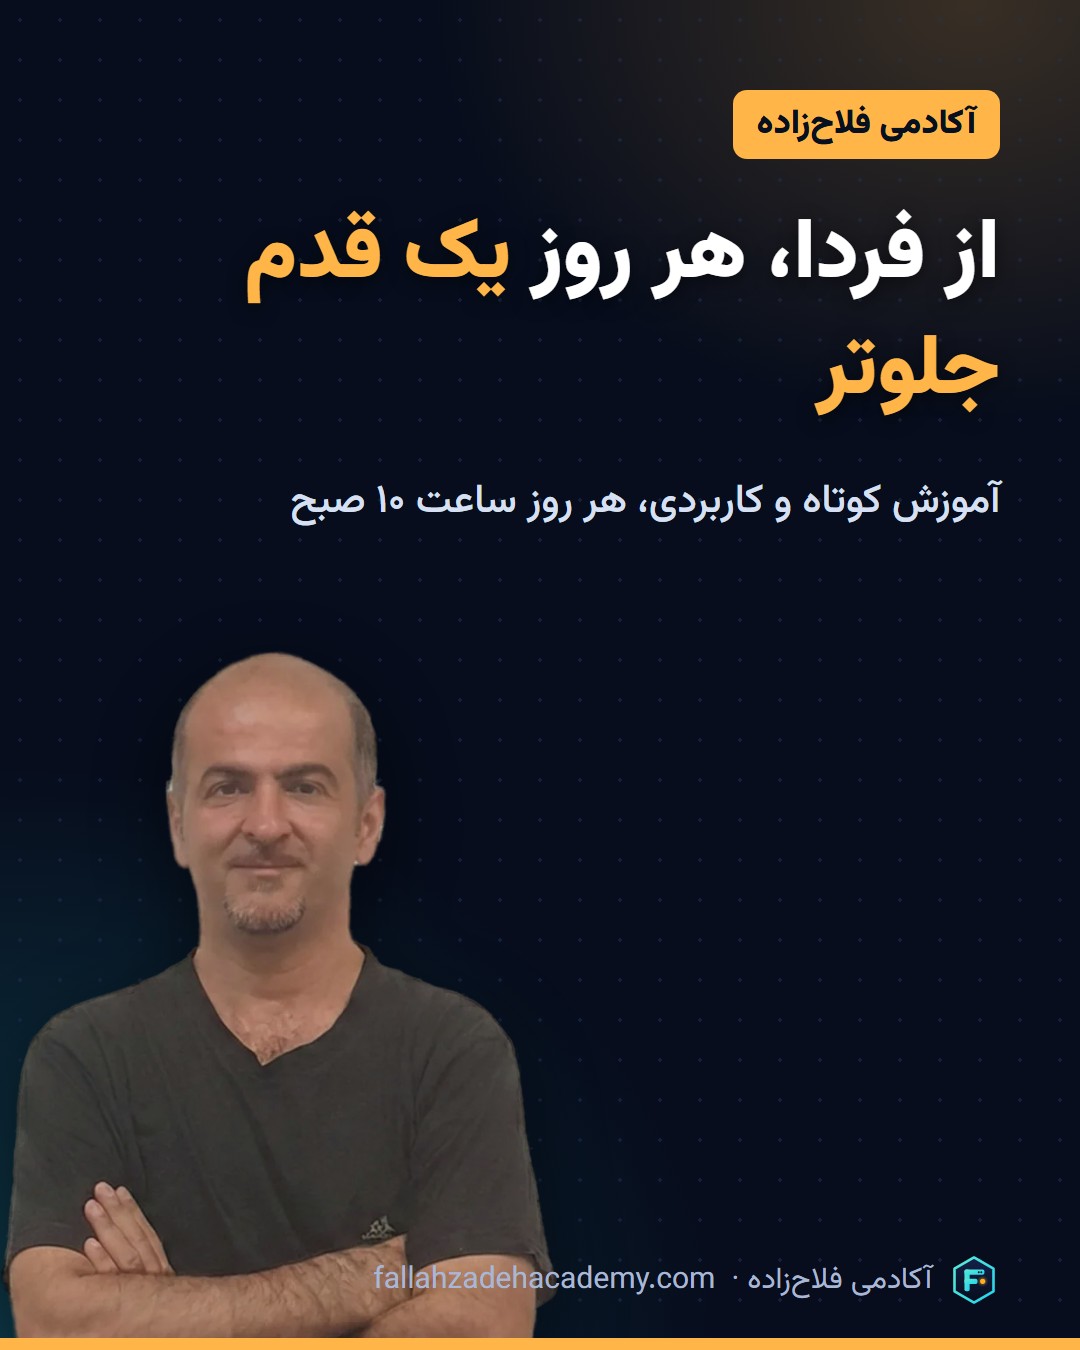 آکادمی فلاح‌زاده
از فردا، هر روز یک قدم
جلوتر
آموزش کوتاه و کاربردی، هر روز ساعت ۱۰ صبح
آکادمی فلاح‌زاده · fallahzadehacademy.com